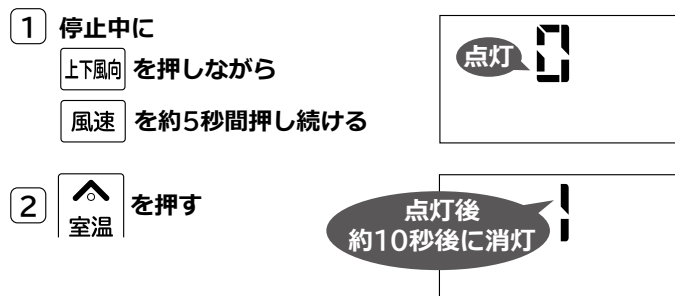 1 停止中に
上下風向 を押しながら
風速 を約5秒間押し続ける
点灯 0
2 室温 を押す
点灯後
約10秒後に消灯
1